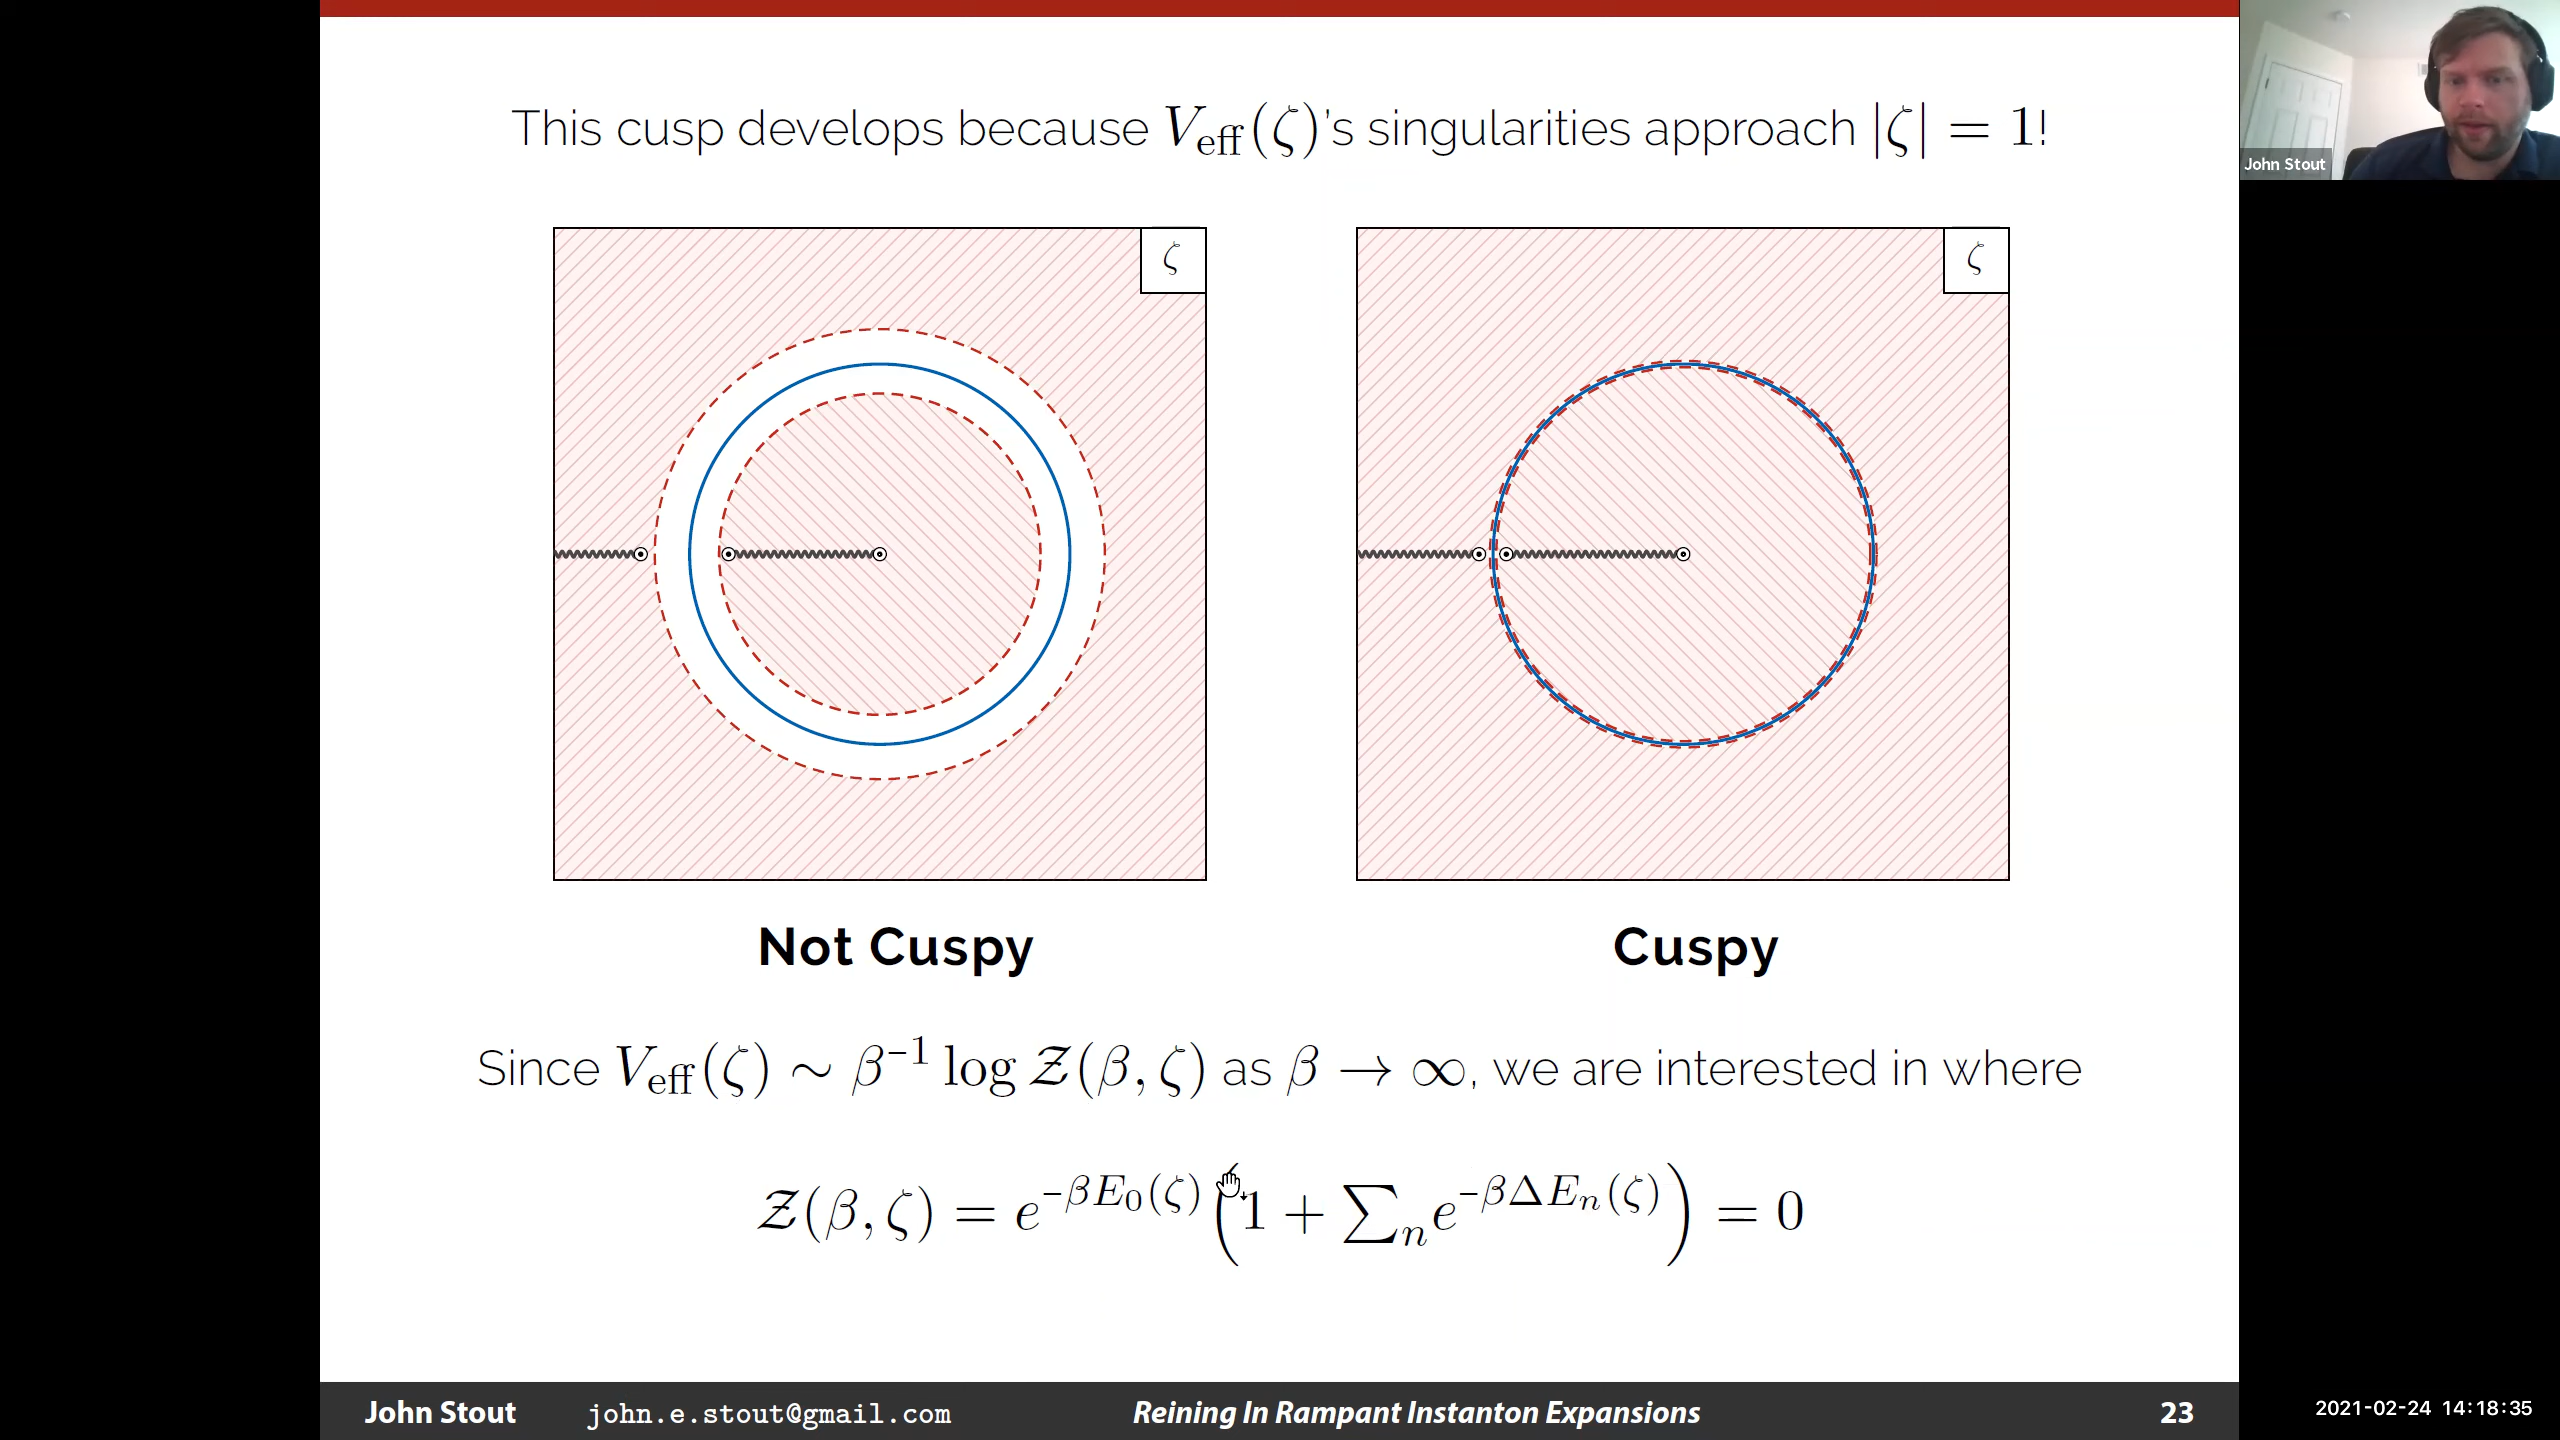 This cusp develops because V_eff(ζ)'s singularities approach |ζ| = 1!
John Stout
ζ
ζ
Not Cuspy
Cuspy
Since V_eff(ζ) ∼ β⁻¹ log 𝒵(β, ζ) as β → ∞, we are interested in where
𝒵(β, ζ) = e^{−βE₀(ζ)} (1 + ∑_n e^{−βΔE_n(ζ)}) = 0
John Stout john.e.stout@gmail.com Reining In Rampant Instanton Expansions 23
2021-02-24 14:18:35